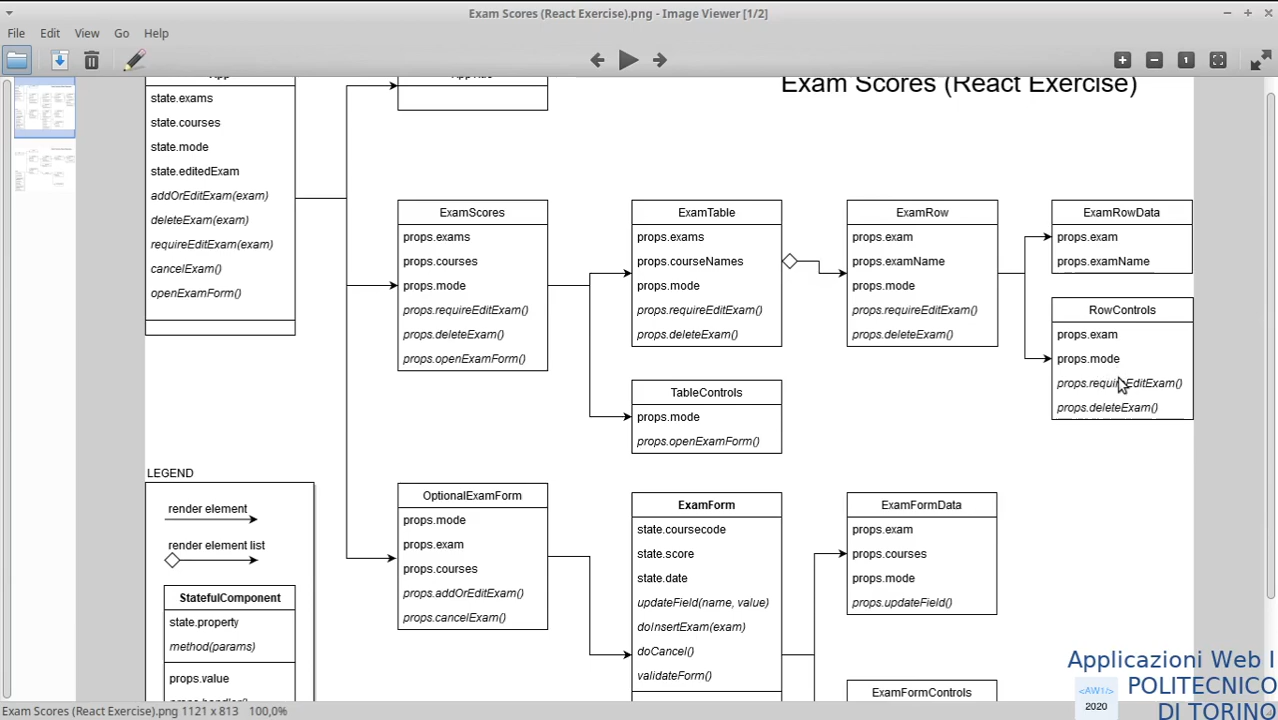 Exam Scores (React Exercise).png - Image Viewer [1/2]
File Edit View Go Help
Exam Scores (React Exercise)
App
state.exams
state.courses
state.mode
state.editedExam
addOrEditExam(exam)
deleteExam(exam)
requireEditExam(exam)
cancelExam()
openExamForm()
ExamScores
props.exams
props.courses
props.mode
props.requireEditExam()
props.deleteExam()
props.openExamForm()
ExamTable
props.exams
props.courseNames
props.mode
props.requireEditExam()
props.deleteExam()
ExamRow
props.exam
props.examName
props.mode
props.requireEditExam()
props.deleteExam()
ExamRowData
props.exam
props.examName
RowControls
props.exam
props.mode
props.requireEditExam()
props.deleteExam()
TableControls
props.mode
props.openExamForm()
LEGEND
render element
render element list
StatefulComponent
state.property
method(params)
props.value
props.handler()
OptionalExamForm
props.mode
props.exam
props.courses
props.addOrEditExam()
props.cancelExam()
ExamForm
state.coursecode
state.score
state.date
updateField(name, value)
doInsertExam(exam)
doCancel()
validateForm()
ExamFormData
props.exam
props.courses
props.mode
props.updateField()
ExamFormControls
Applicazioni Web I
POLITECNICO
DI TORINO
<AW1/>
2020
Exam Scores (React Exercise).png 1121 x 813 100,0%